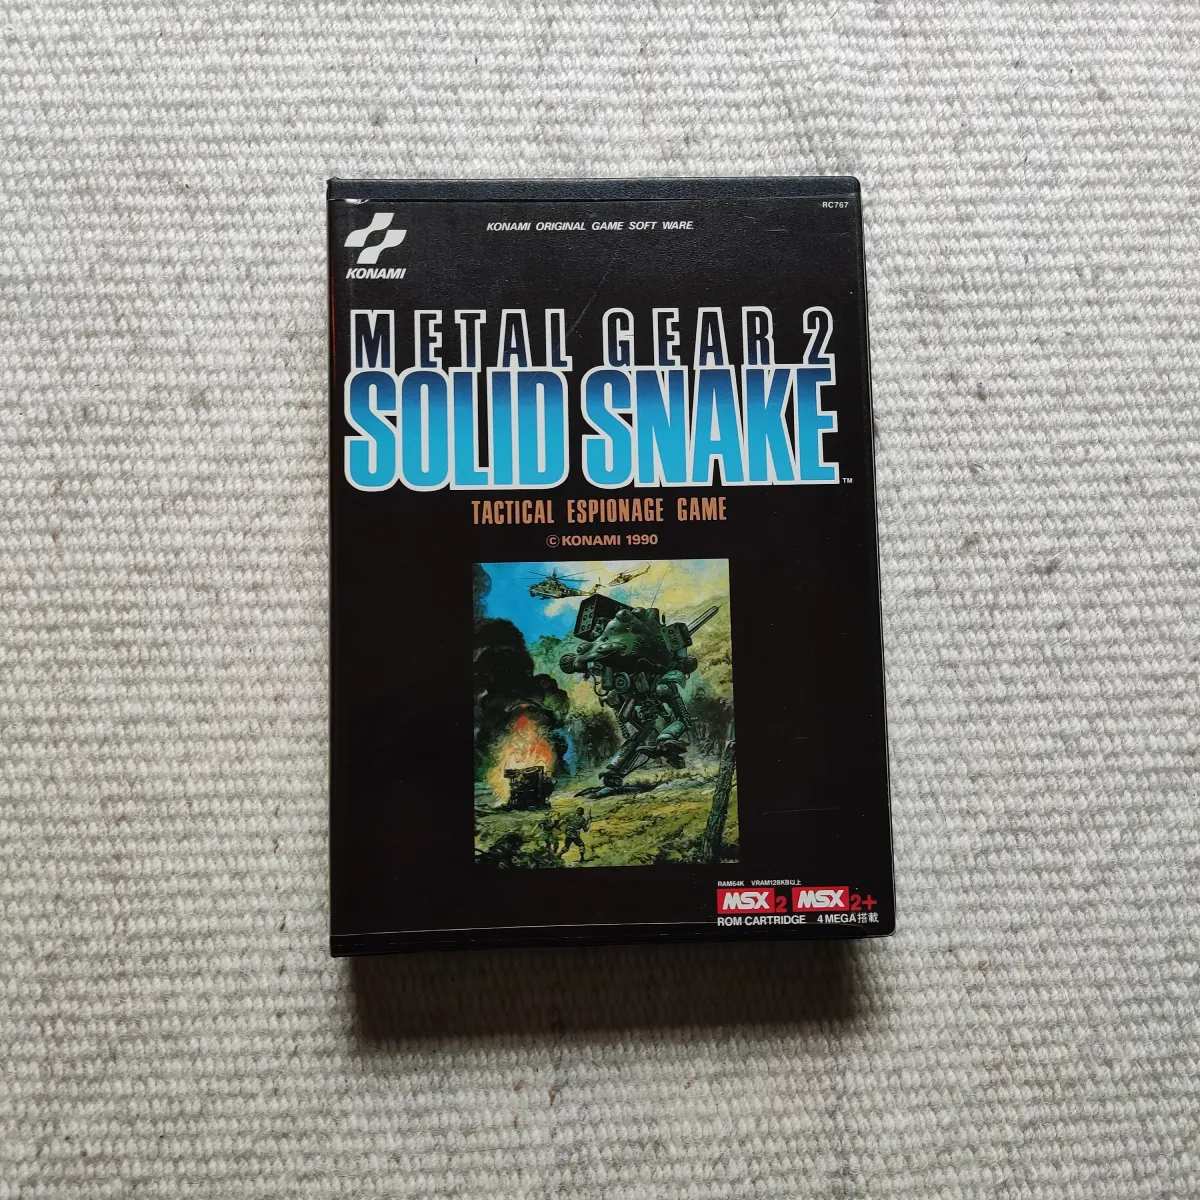 RC767
KONAMI ORIGINAL GAME SOFT WARE.
KONAMI
METAL GEAR 2
SOLID SNAKE™
TACTICAL ESPIONAGE GAME
©KONAMI 1990
RAM64K VRAM128KB以上
MSX2 MSX2+
ROM CARTRIDGE 4MEGA搭載